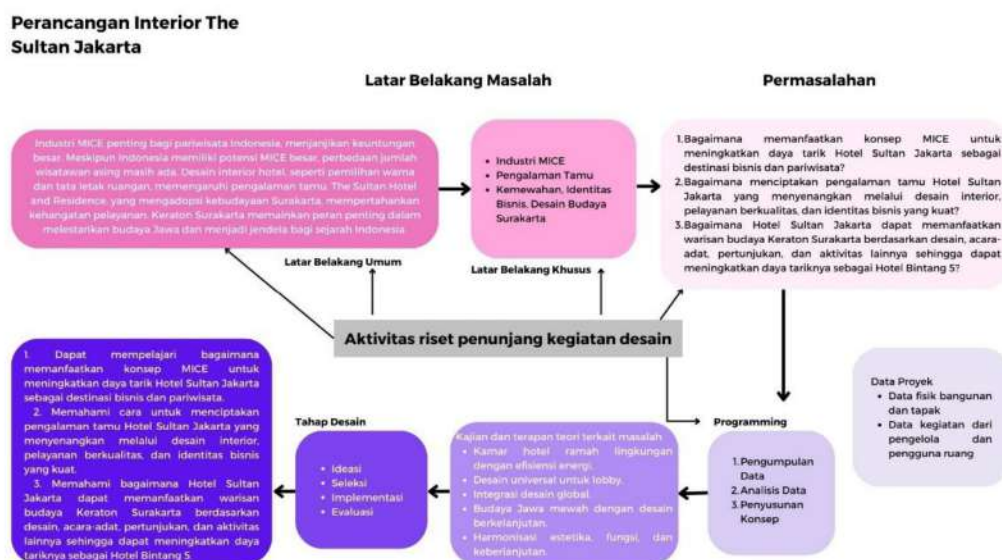 Perancangan Interior The
Sultan Jakarta
Latar Belakang Masalah
Permasalahan
Industri MICE penting bagi pariwisata Indonesia, menjanjikan keuntungan
besar. Meskipun Indonesia memiliki potensi MICE besar, perbedaan jumlah
wisatawan asing masih ada. Desain interior hotel, seperti pemilihan warna
dan tata letak ruangan, memengaruhi pengalaman tamu. The Sultan Hotel
and Residence, yang mengadopsi kebudayaan Surakarta, mempertahankan
kehangatan pelayanan. Keraton Surakarta memainkan peran penting dalam
melestarikan budaya Jawa dan menjadi jendela bagi sejarah Indonesia
Latar Belakang Umum
• Industri MICE
• Pengalaman Tamu
• Kemewahan, Identitas
Bisnis, Desain Budaya
Surakarta
Latar Belakang Khusus
1.Bagaimana memanfaatkan konsep MICE untuk
meningkatkan daya tarik Hotel Sultan Jakarta sebagai
destinasi bisnis dan pariwisata?
2.Bagaimana menciptakan pengalaman tamu Hotel Sultan
Jakarta yang menyenangkan melalui desain interior,
pelayanan berkualitas, dan identitas bisnis yang kuat?
3.Bagaimana Hotel Sultan Jakarta dapat memanfaatkan
warisan budaya Keraton Surakarta berdasarkan desain, acara-
adat, pertunjukan, dan aktivitas lainnya sehingga dapat
meningkatkan daya tariknya sebagai Hotel Bintang 5?
Aktivitas riset penunjang kegiatan desain
Data Proyek
• Data fisik bangunan
dan tapak
• Data kegiatan dari
pengelola dan
pengguna ruang
Programming
1.Pengumpulan
Data
2.Analisis Data
3.Penyusunan
Konsep
Kajian dan terapan teori terkait masalah
• Kamar hotel ramah lingkungan
dengan efisiensi energi.
• Desain universal untuk lobby.
• Integrasi desain global.
• Budaya Jawa mewah dengan desain
berkelanjutan.
• Harmonisasi estetika, fungsi, dan
keberlanjutan.
Tahap Desain
• Ideasi
• Seleksi
• Implementasi
• Evaluasi
1. Dapat mempelajari bagaimana
memanfaatkan konsep MICE untuk
meningkatkan daya tarik Hotel Sultan Jakarta
sebagai destinasi bisnis dan pariwisata.
2. Memahami cara untuk menciptakan
pengalaman tamu Hotel Sultan Jakarta yang
menyenangkan melalui desain interior,
pelayanan berkualitas, dan identitas bisnis
yang kuat.
3. Memahami bagaimana Hotel Sultan
Jakarta dapat memanfaatkan warisan
budaya Keraton Surakarta berdasarkan
desain, acara-adat, pertunjukan, dan aktivitas
lainnya sehingga dapat meningkatkan daya
tariknya sebagai Hotel Bintang 5.